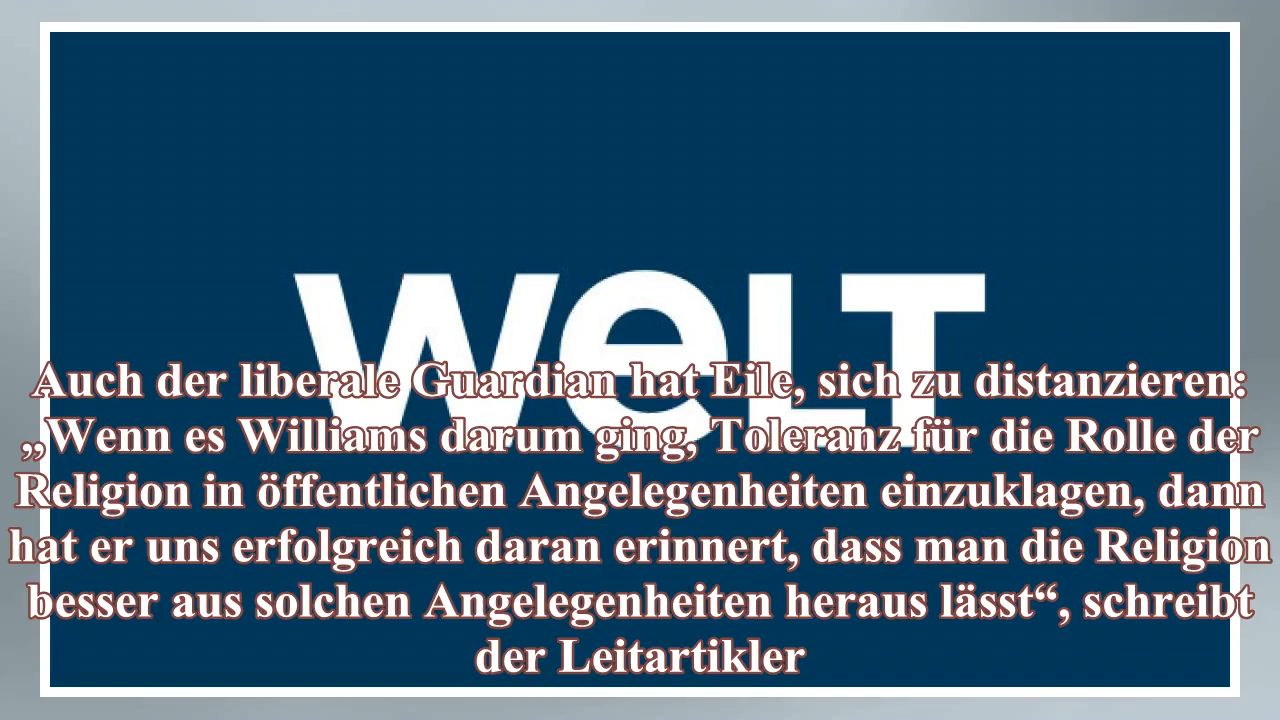 WELT
Auch der liberale Guardian hat Eile, sich zu distanzieren:
„Wenn es Williams darum ging, Toleranz für die Rolle der
Religion in öffentlichen Angelegenheiten einzuklagen, dann
hat er uns erfolgreich daran erinnert, dass man die Religion
besser aus solchen Angelegenheiten heraus lässt“, schreibt
der Leitartikler